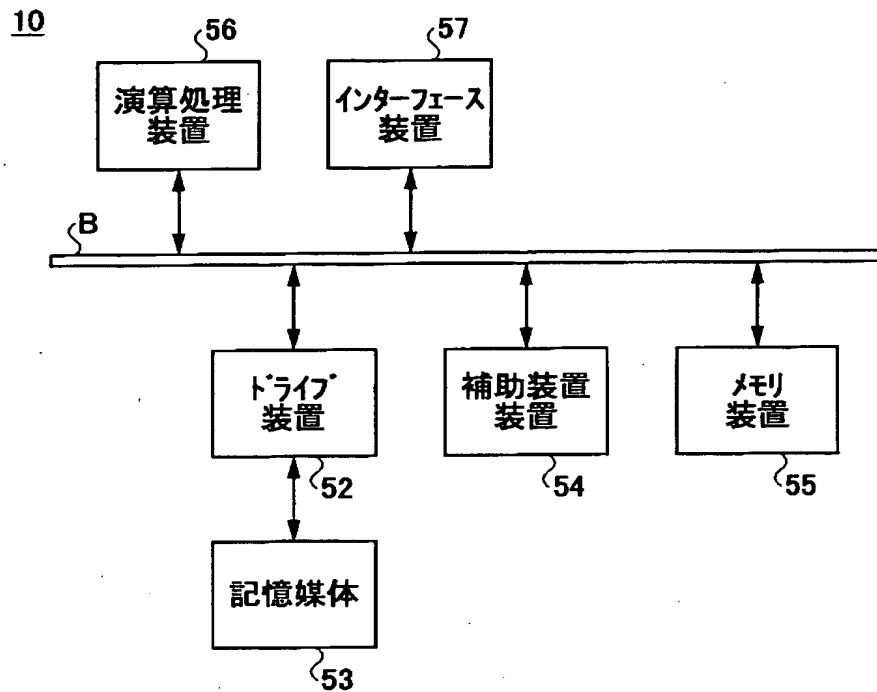 10
56
57
演算処理
装置
インターフェース
装置
B
ドライブ
装置
補助装置
装置
メモリ
装置
52
54
55
記憶媒体
53